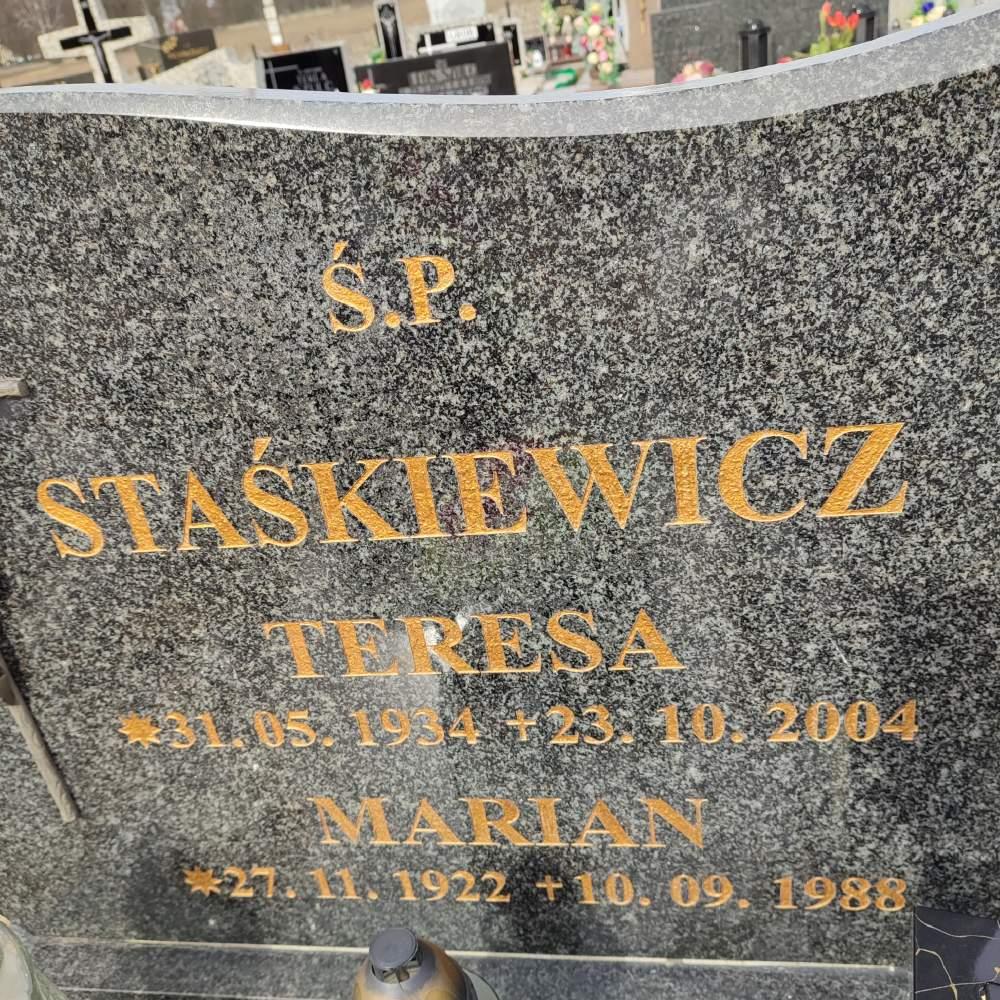 Ś.P.
STAŚKIEWICZ
TERESA
✷31.05.1934 +23.10.2004
MARIAN
✷27.11.1922 +10.09.1988